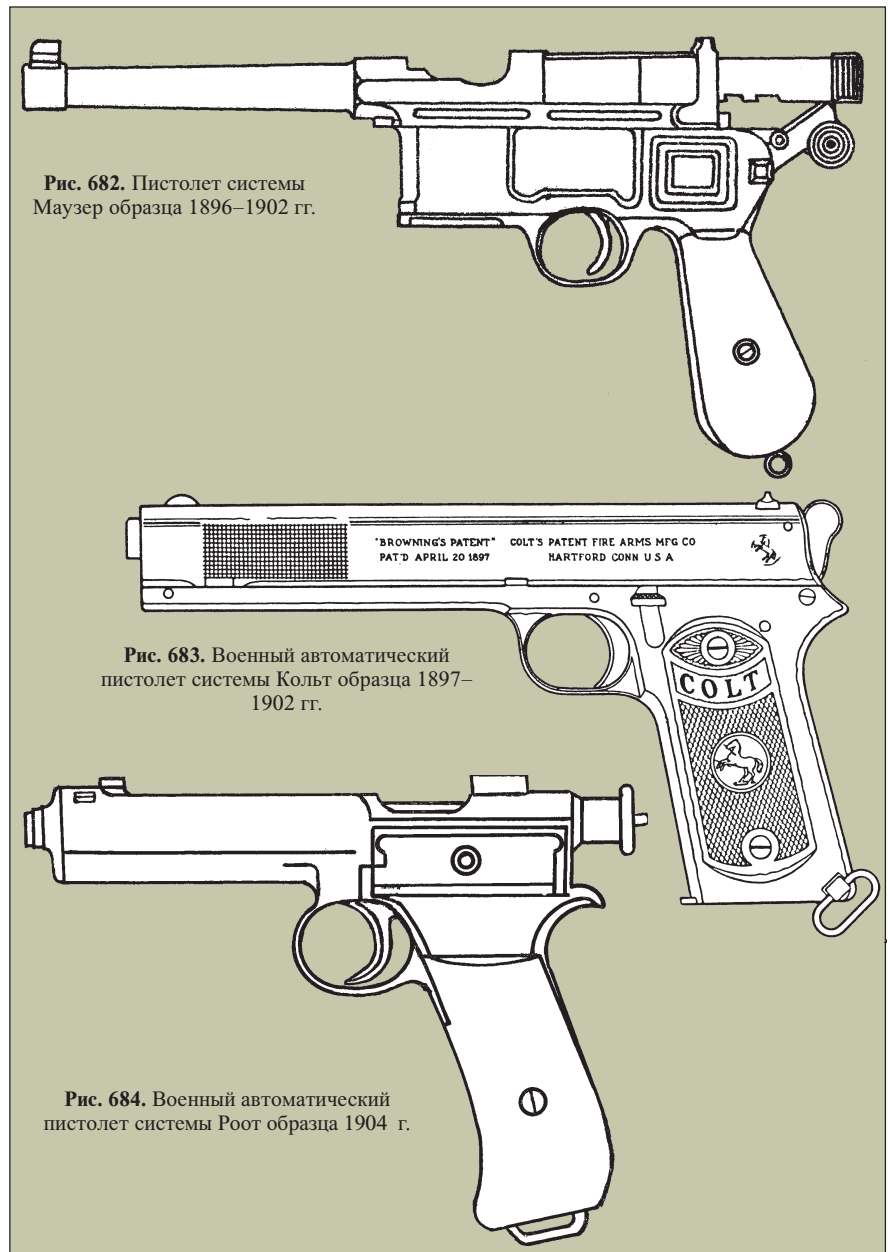 Рис. 682. Пистолет системы
Маузер образца 1896–1902 гг.
"BROWNING'S PATENT" COLT'S PATENT FIRE ARMS MFG CO
PAT'D APRIL 20 1897 HARTFORD CONN U S A
Рис. 683. Военный автоматический
пистолет системы Кольт образца 1897–
1902 гг.
COLT
Рис. 684. Военный автоматический
пистолет системы Роот образца 1904 г.